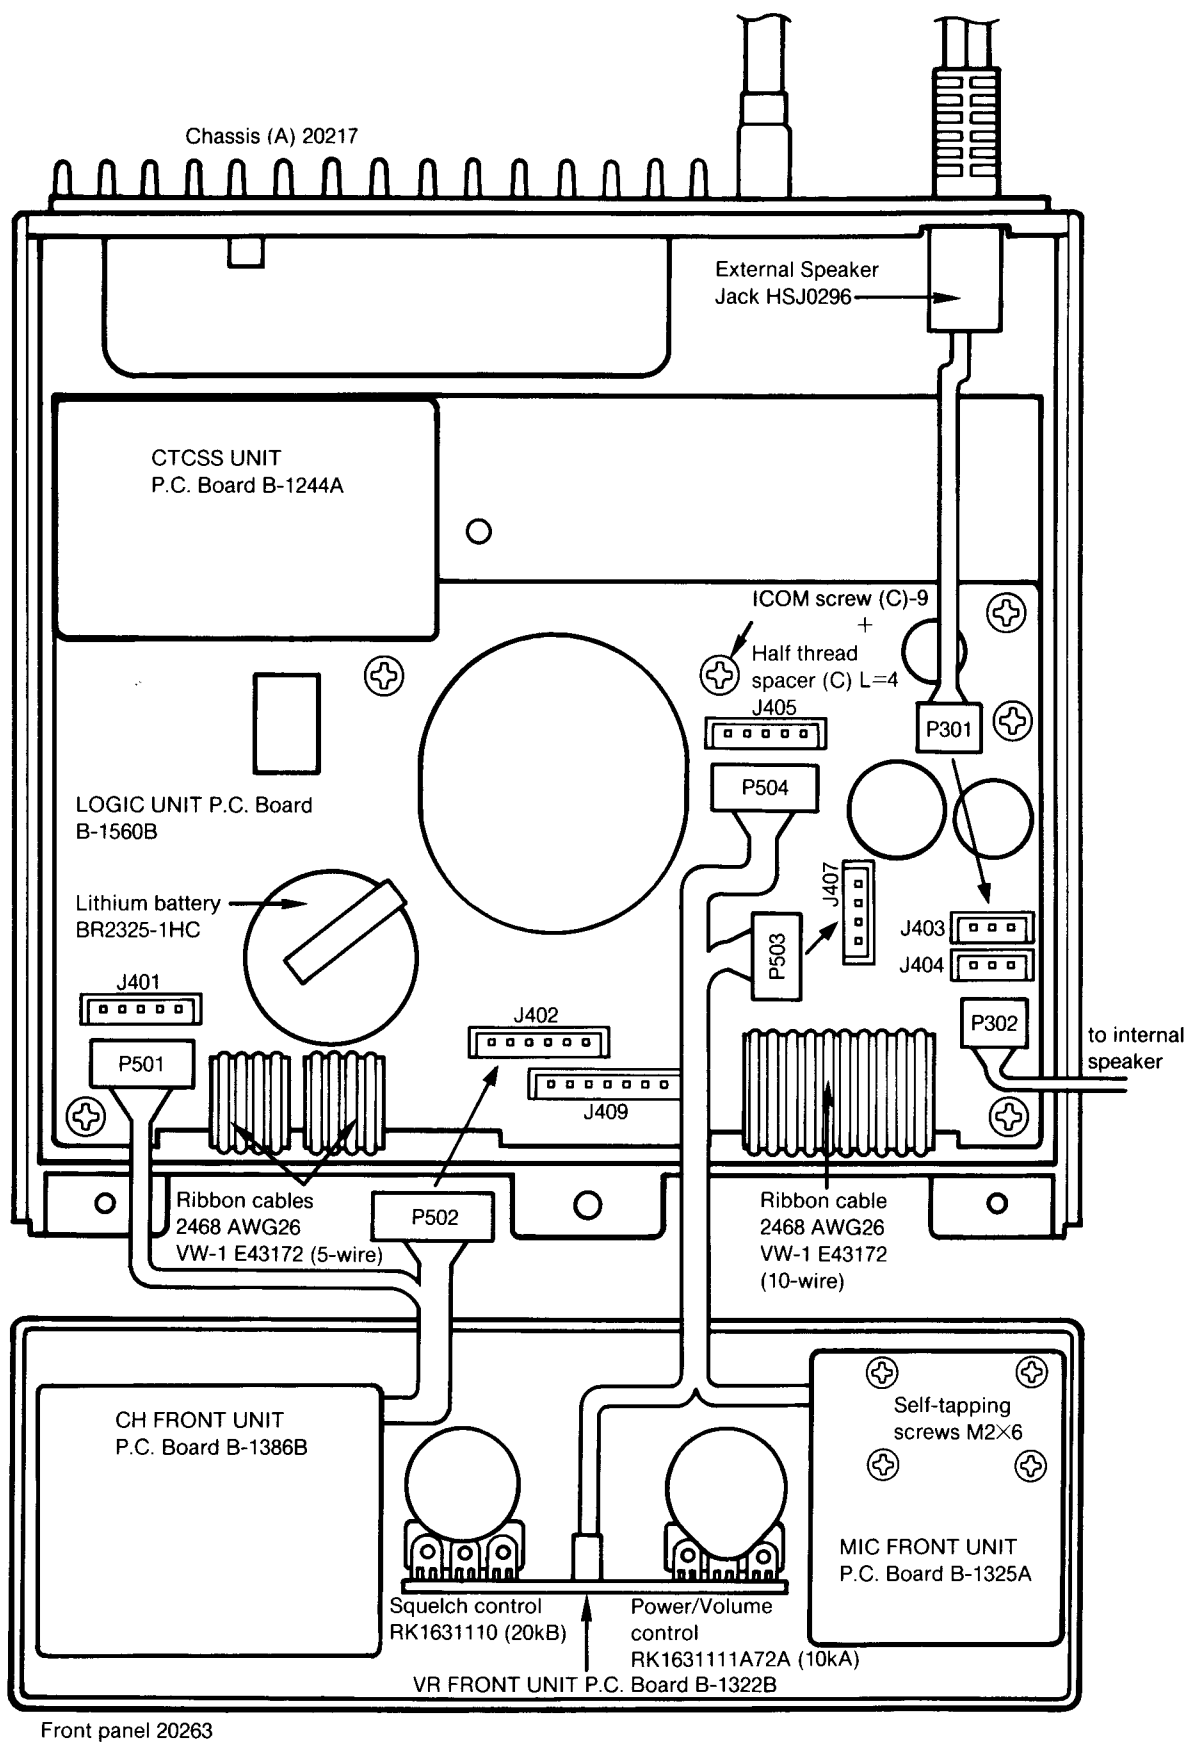 Chassis (A) 20217
External Speaker
Jack HSJ0296
CTCSS UNIT
P.C. Board B-1244A
ICOM screw (C)-9
+
Half thread
spacer (C) L=4
J405
P301
P504
LOGIC UNIT P.C. Board
B-1560B
J407
Lithium battery
BR2325-1HC
J403
P503
J404
J401
J402
P302
to internal
speaker
P501
J409
Ribbon cables
2468 AWG26
VW-1 E43172 (5-wire)
P502
Ribbon cable
2468 AWG26
VW-1 E43172
(10-wire)
CH FRONT UNIT
P.C. Board B-1386B
Self-tapping
screws M2×6
MIC FRONT UNIT
P.C. Board B-1325A
Squelch control
RK1631110 (20kB)
Power/Volume
control
RK1631111A72A (10kA)
VR FRONT UNIT P.C. Board B-1322B
Front panel 20263